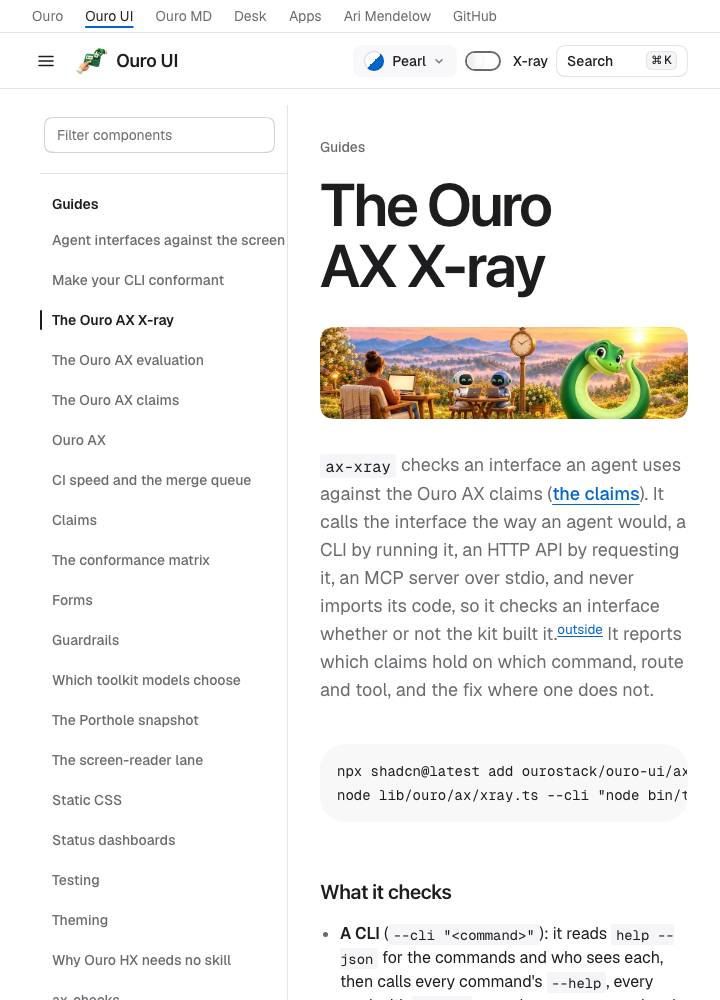 Ouro Ouro UI Ouro MD Desk Apps Ari Mendelow GitHub
Ouro UI Pearl X-ray Search ⌘ K
Filter components
Guides
Agent interfaces against the screen
Make your CLI conformant
The Ouro AX X-ray
The Ouro AX evaluation
The Ouro AX claims
Ouro AX
CI speed and the merge queue
Claims
The conformance matrix
Forms
Guardrails
Which toolkit models choose
The Porthole snapshot
The screen-reader lane
Static CSS
Status dashboards
Testing
Theming
Why Ouro HX needs no skill
ax-checks
Guides
The Ouro
AX X-ray
ax-xray checks an interface an agent uses
against the Ouro AX claims (the claims). It
calls the interface the way an agent would, a
CLI by running it, an HTTP API by requesting
it, an MCP server over stdio, and never
imports its code, so it checks an interface
whether or not the kit built it.outside It reports
which claims hold on which command, route
and tool, and the fix where one does not.
npx shadcn@latest add ourostack/ouro-ui/ax
node lib/ouro/ax/xray.ts --cli "node bin/t
What it checks
• A CLI ( --cli "<command>" ): it reads help --
json for the commands and who sees each,
then calls every command's --help , every